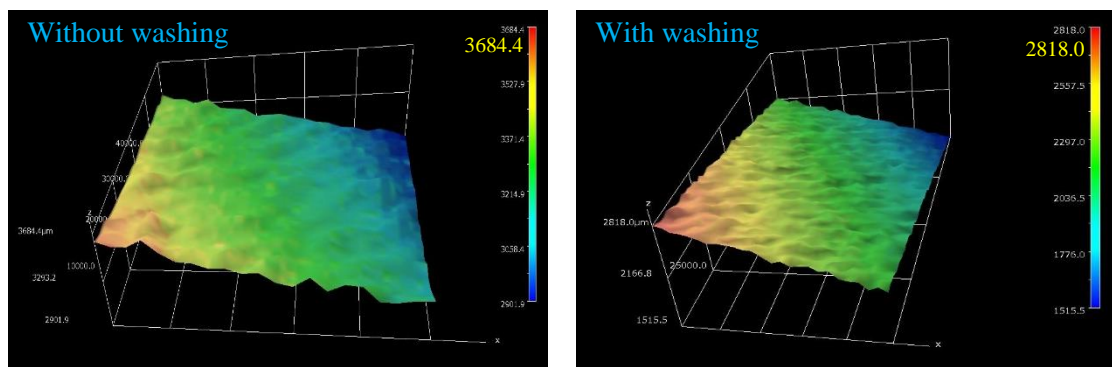 Without washing
3684.4
3684.4
3527.9
3371.4
3214.9
3058.4
2901.9
40000.0
30000.0
20000
10000.0
z
3684.4μm
3293.2
2901.9
x
With washing
2818.0
2818.0
2557.5
2297.0
2036.5
1776.0
1515.5
z
2818.0μm
2166.8
1515.5
25000.0
x